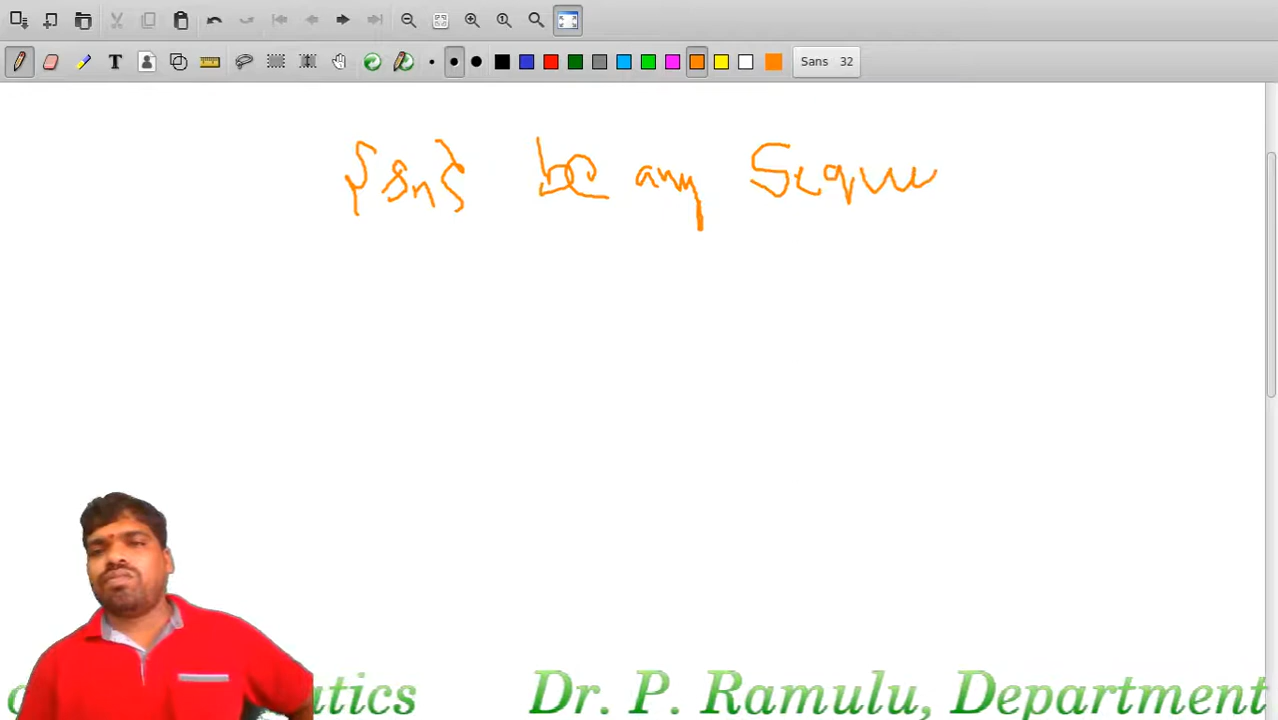 Sans 32
{sn} be any Seque
atics Dr. P. Ramulu, Department